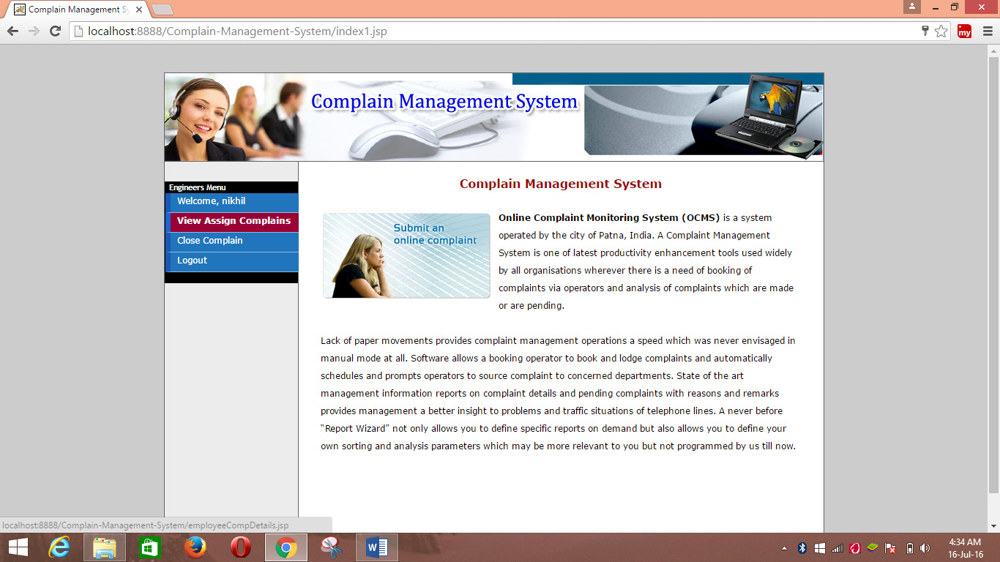 Complain Management Sy
localhost:8888/Complain-Management-System/index1.jsp
my
Complain Management System
Engineers Menu
Welcome, nikhil
View Assign Complains
Close Complain
Logout
Complain Management System
Submit an
online complaint
Online Complaint Monitoring System (OCMS) is a system
operated by the city of Patna, India. A Complaint Management
System is one of latest productivity enhancement tools used widely
by all organisations wherever there is a need of booking of
complaints via operators and analysis of complaints which are made
or are pending.
Lack of paper movements provides complaint management operations a speed which was never envisaged in
manual mode at all. Software allows a booking operator to book and lodge complaints and automatically
schedules and prompts operators to source complaint to concerned departments. State of the art
management information reports on complaint details and pending complaints with reasons and remarks
provides management a better insight to problems and traffic situations of telephone lines. A never before
“Report Wizard” not only allows you to define specific reports on demand but also allows you to define your
own sorting and analysis parameters which may be more relevant to you but not programmed by us till now.
localhost:8888/Complain-Management-System/employeeCompDetails.jsp
4:34 AM
16-Jul-16